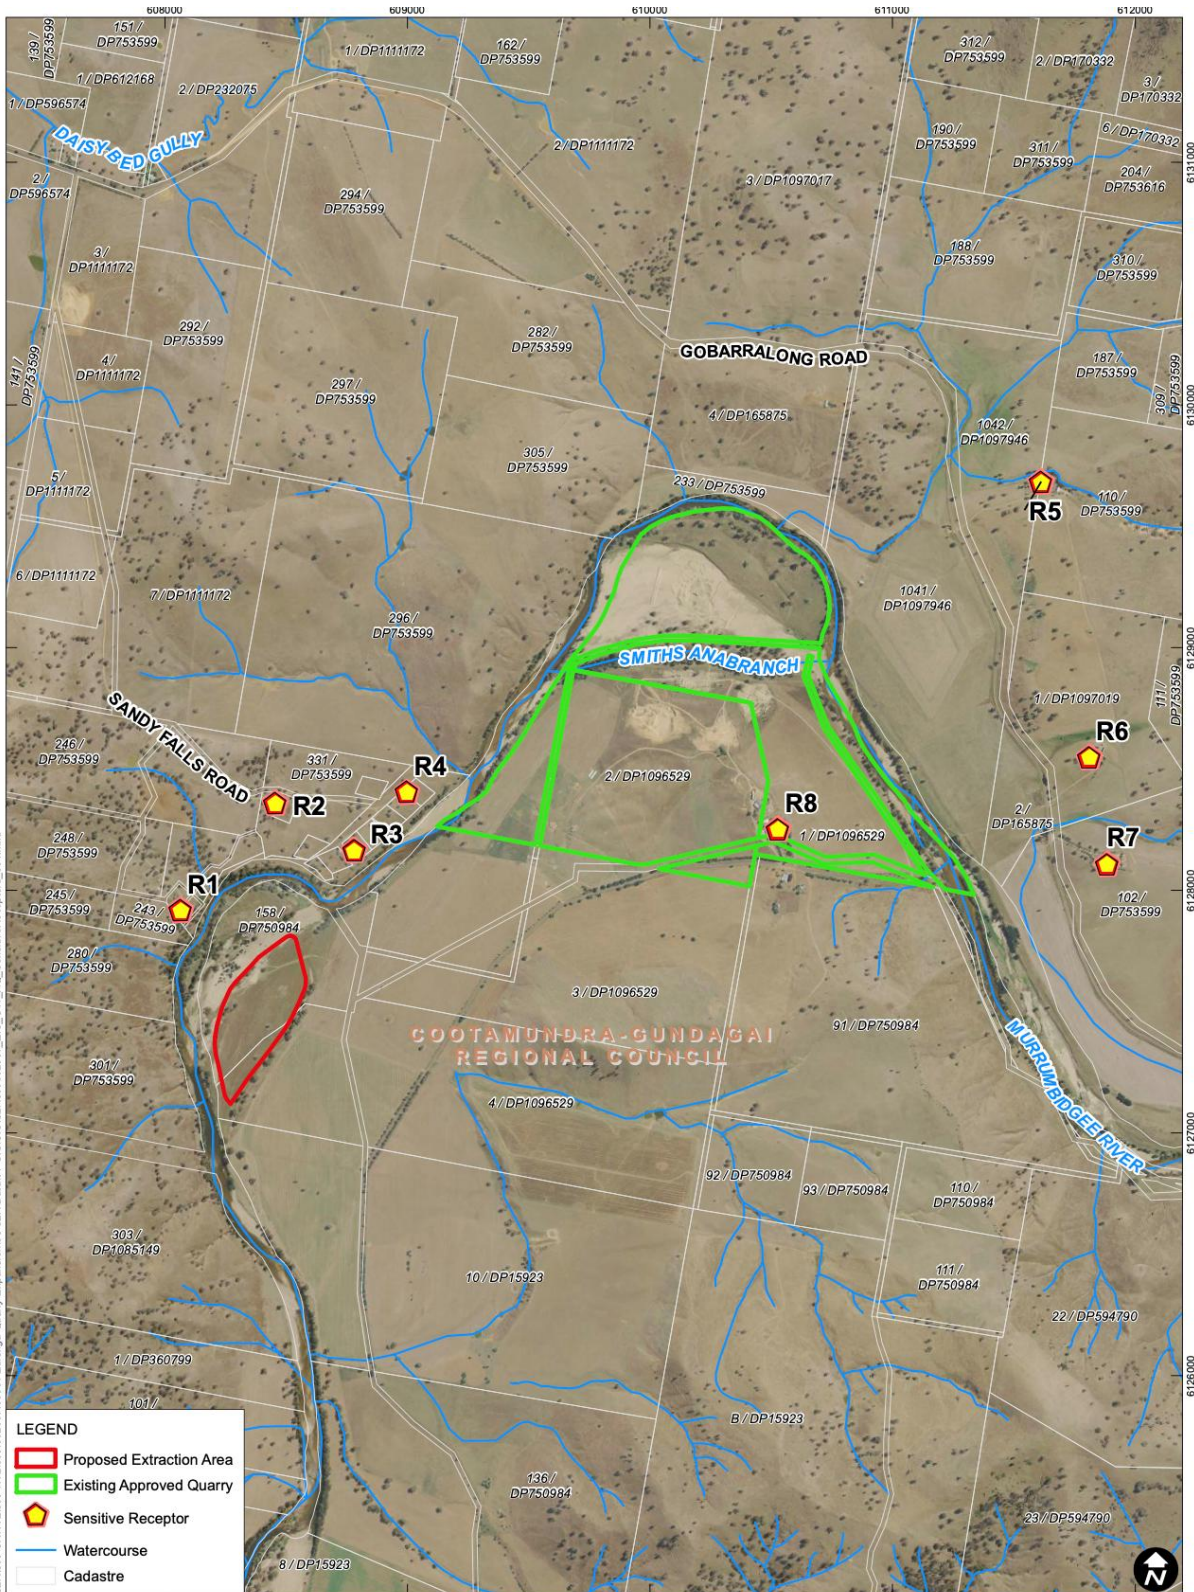 608000
609000
610000
611000
612000
139 /
DP753599
151 /
DP753599
1 / DP612168
1 / DP596574
2 / DP232075
1 / DP1111172
162 /
DP753599
312 /
DP753599
2 / DP170332
3 /
DP170332
DAISY BED GULLY
2 /
DP596574
2 / DP1111172
190 /
DP753599
311 /
DP753599
6 / DP170332
204 /
DP753616
6131000
294 /
DP753599
3 / DP1097017
3 /
DP1111172
188 /
DP753599
310 /
DP753599
292 /
DP753599
282 /
DP753599
GOBARRALONG ROAD
141 /
DP753599
4 /
DP1111172
297 /
DP753599
187 /
DP753599
309 /
DP753599
6130000
4 / DP165875
305 /
DP753599
1042 /
DP1097946
5 /
DP1111172
233 / DP753599
R5
110 /
DP753599
6 / DP1111172
7 / DP1111172
296 /
DP753599
1041 /
DP1097946
6129000
SMITHS ANABRANCH
1 / DP1097019
111 /
DP753599
SANDY FALLS ROAD
246 /
DP753599
331 /
DP753599
R4
R6
R2
2 / DP1096529
R8
1 / DP1096529
2 /
DP165875
R3
R7
248 /
DP753599
R1
245 /
DP753599
243 /
DP753599
158 /
DP750984
102 /
DP753599
6128000
280 /
DP753599
3 / DP1096529
COOTAMUNDRA-GUNDAGAI
REGIONAL COUNCIL
91 / DP750984
301 /
DP753599
4 / DP1096529
MURRUMBIDGEE RIVER
6127000
92 / DP750984
93 / DP750984
110 /
DP750984
303 /
DP1085149
10 / DP15923
111 /
DP750984
22 / DP594790
1 / DP360799
6126000
101 /
B / DP15923
136 /
DP750984
23 / DP594790
8 / DP15923
LEGEND
Proposed Extraction Area
Existing Approved Quarry
Sensitive Receptor
Watercourse
Cadastre
N